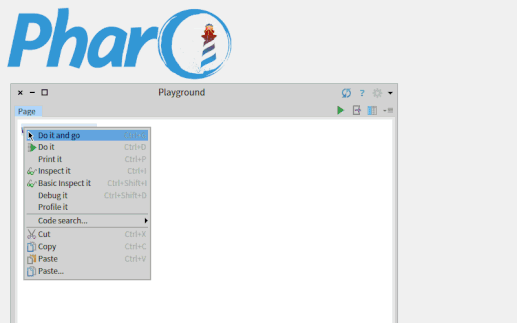 Pharo
Playground
?
Page
Do it and go
Do it Ctrl+D
Print it Ctrl+P
Inspect it Ctrl+I
Basic Inspect it Ctrl+Shift+I
Debug it Ctrl+Shift+D
Profile it
Code search...
Cut Ctrl+X
Copy Ctrl+C
Paste Ctrl+V
Paste...